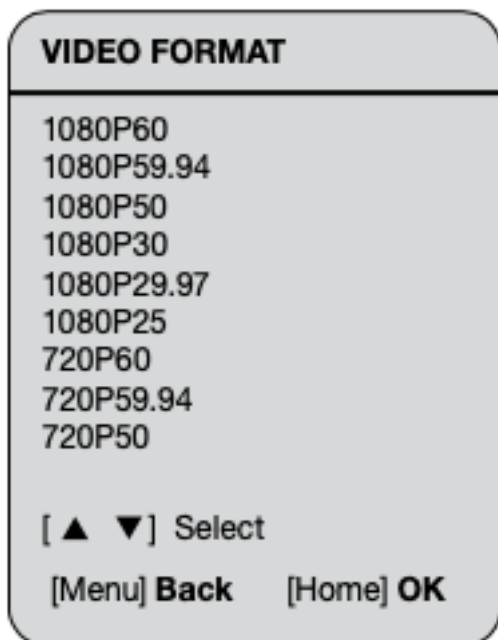 VIDEO FORMAT
1080P60
1080P59.94
1080P50
1080P30
1080P29.97
1080P25
720P60
720P59.94
720P50
[ ▲ ▼] Select
[Menu] Back [Home] OK